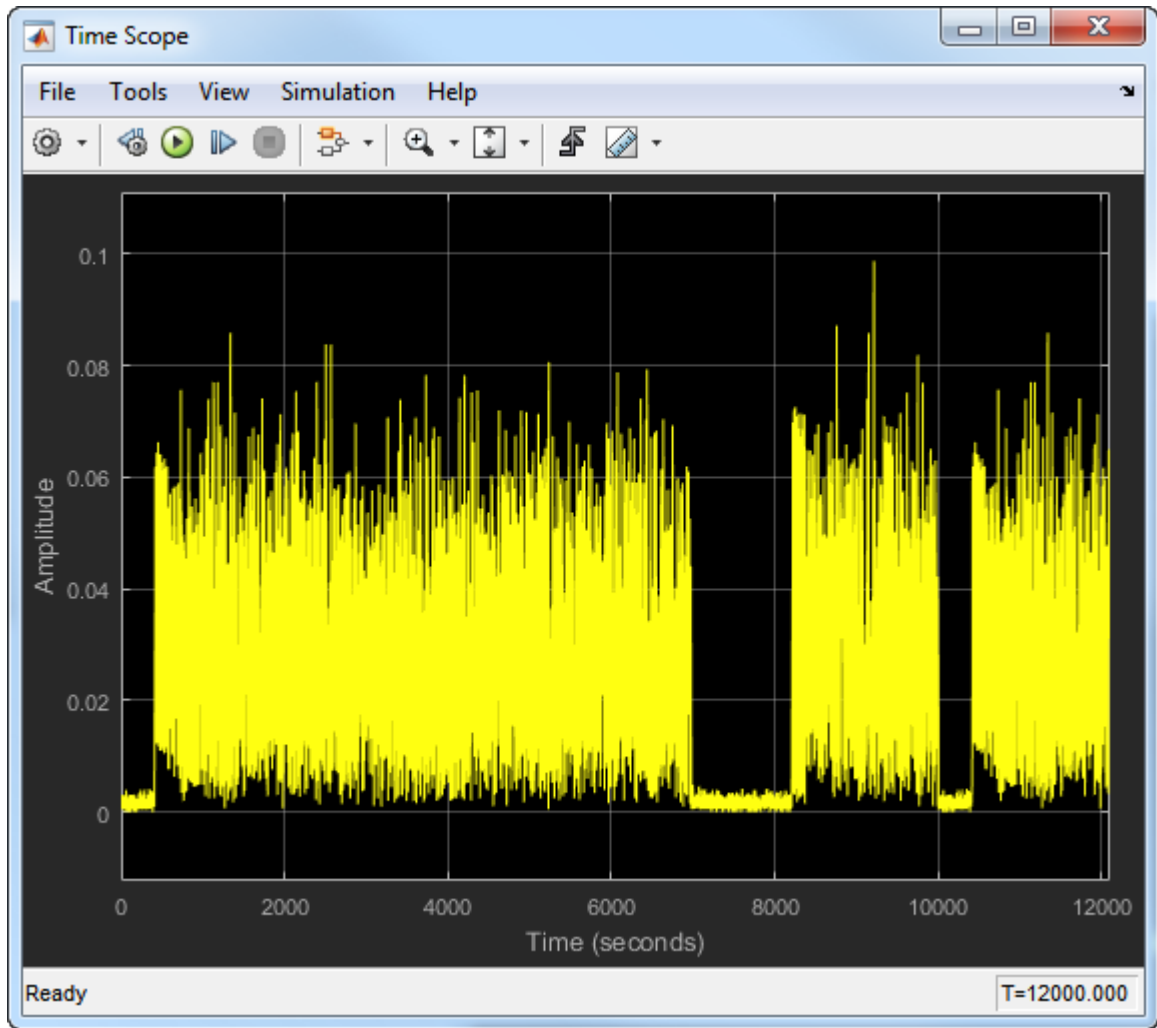 Time Scope
File Tools View Simulation Help
0.1
0.08
0.06
0.04
0.02
0
Amplitude
0 2000 4000 6000 8000 10000 12000
Time (seconds)
Ready T=12000.000